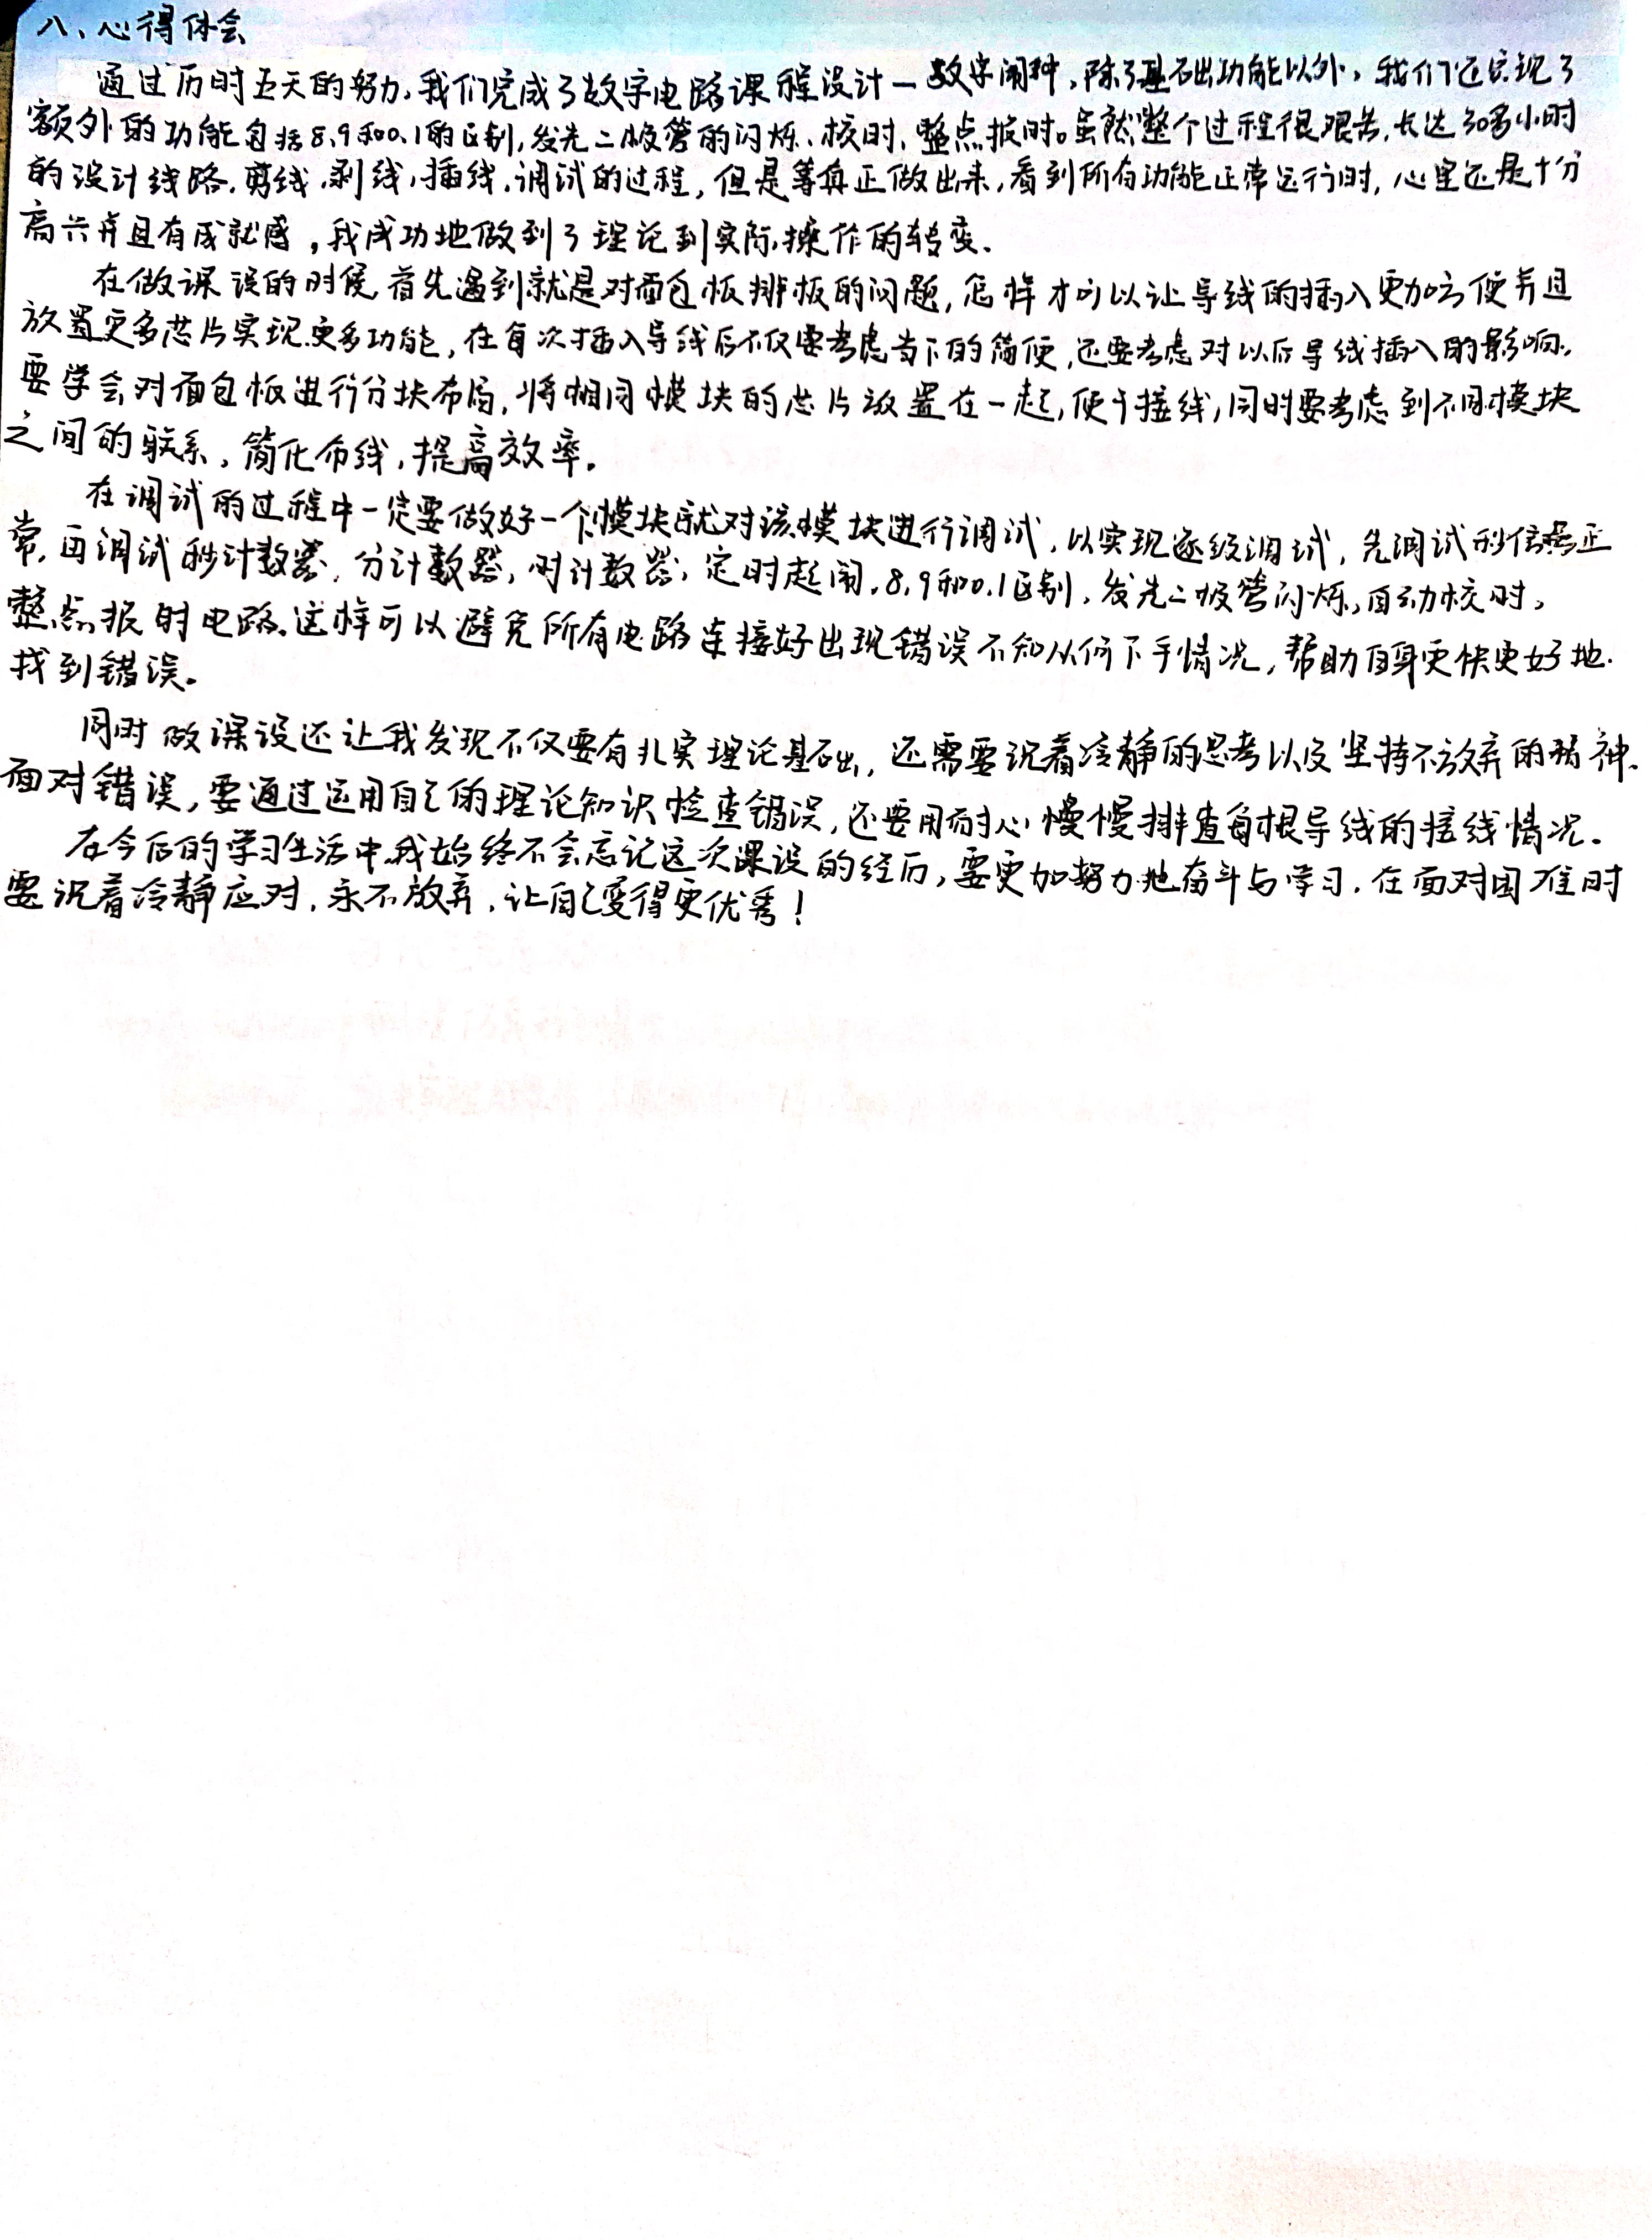 八、心得体会
通过历时五天的努力,我们完成了数字电路课程设计—数字闹钟,除了基础功能以外,我们还实现了
额外的功能包括8、9和0、1的区别,发光二极管的闪烁、校时、整点报时。虽然整个过程很艰苦,长达30多小时
的设计线路,剪线,剥线,插线,调试的过程,但是等真正做出来,看到所有功能正常运行时,心里还是十分
高兴并且有成就感,我成功地做到了理论到实际操作的转变.
在做课设的时候,首先遇到就是对面包板排板的问题,怎样才可以让导线的插入更加方便并且
放置更多芯片实现更多功能,在每次插入导线后不仅要考虑当下的简便,还要考虑对以后导线插入的影响.
要学会对面包板进行分块布局,将相同模块的芯片放置在一起,便于接线,同时要考虑到不同模块
之间的联系,简化布线,提高效率.
在调试的过程中一定要做好一个模块就对该模块进行调试,以实现逐级调试,先调试秒信号正
常,再调试秒计数器,分计数器,时计数器,定时起闹,8、9和0、1区别,发光二极管闪烁,自动校时,
整点报时电路.这样可以避免所有电路连接好出现错误不知从何下手情况,帮助自身更快更好地
找到错误.
同时做课设还让我发现不仅要有扎实理论基础,还需要沉着冷静的思考以及坚持不放弃的精神.
面对错误,要通过运用自己的理论知识检查错误,还要用耐心慢慢排查每根导线的接线情况.
在今后的学习生活中,我始终不会忘记这次课设的经历,要更加努力地奋斗与学习,在面对困难时
要沉着冷静应对,永不放弃,让自己变得更优秀!